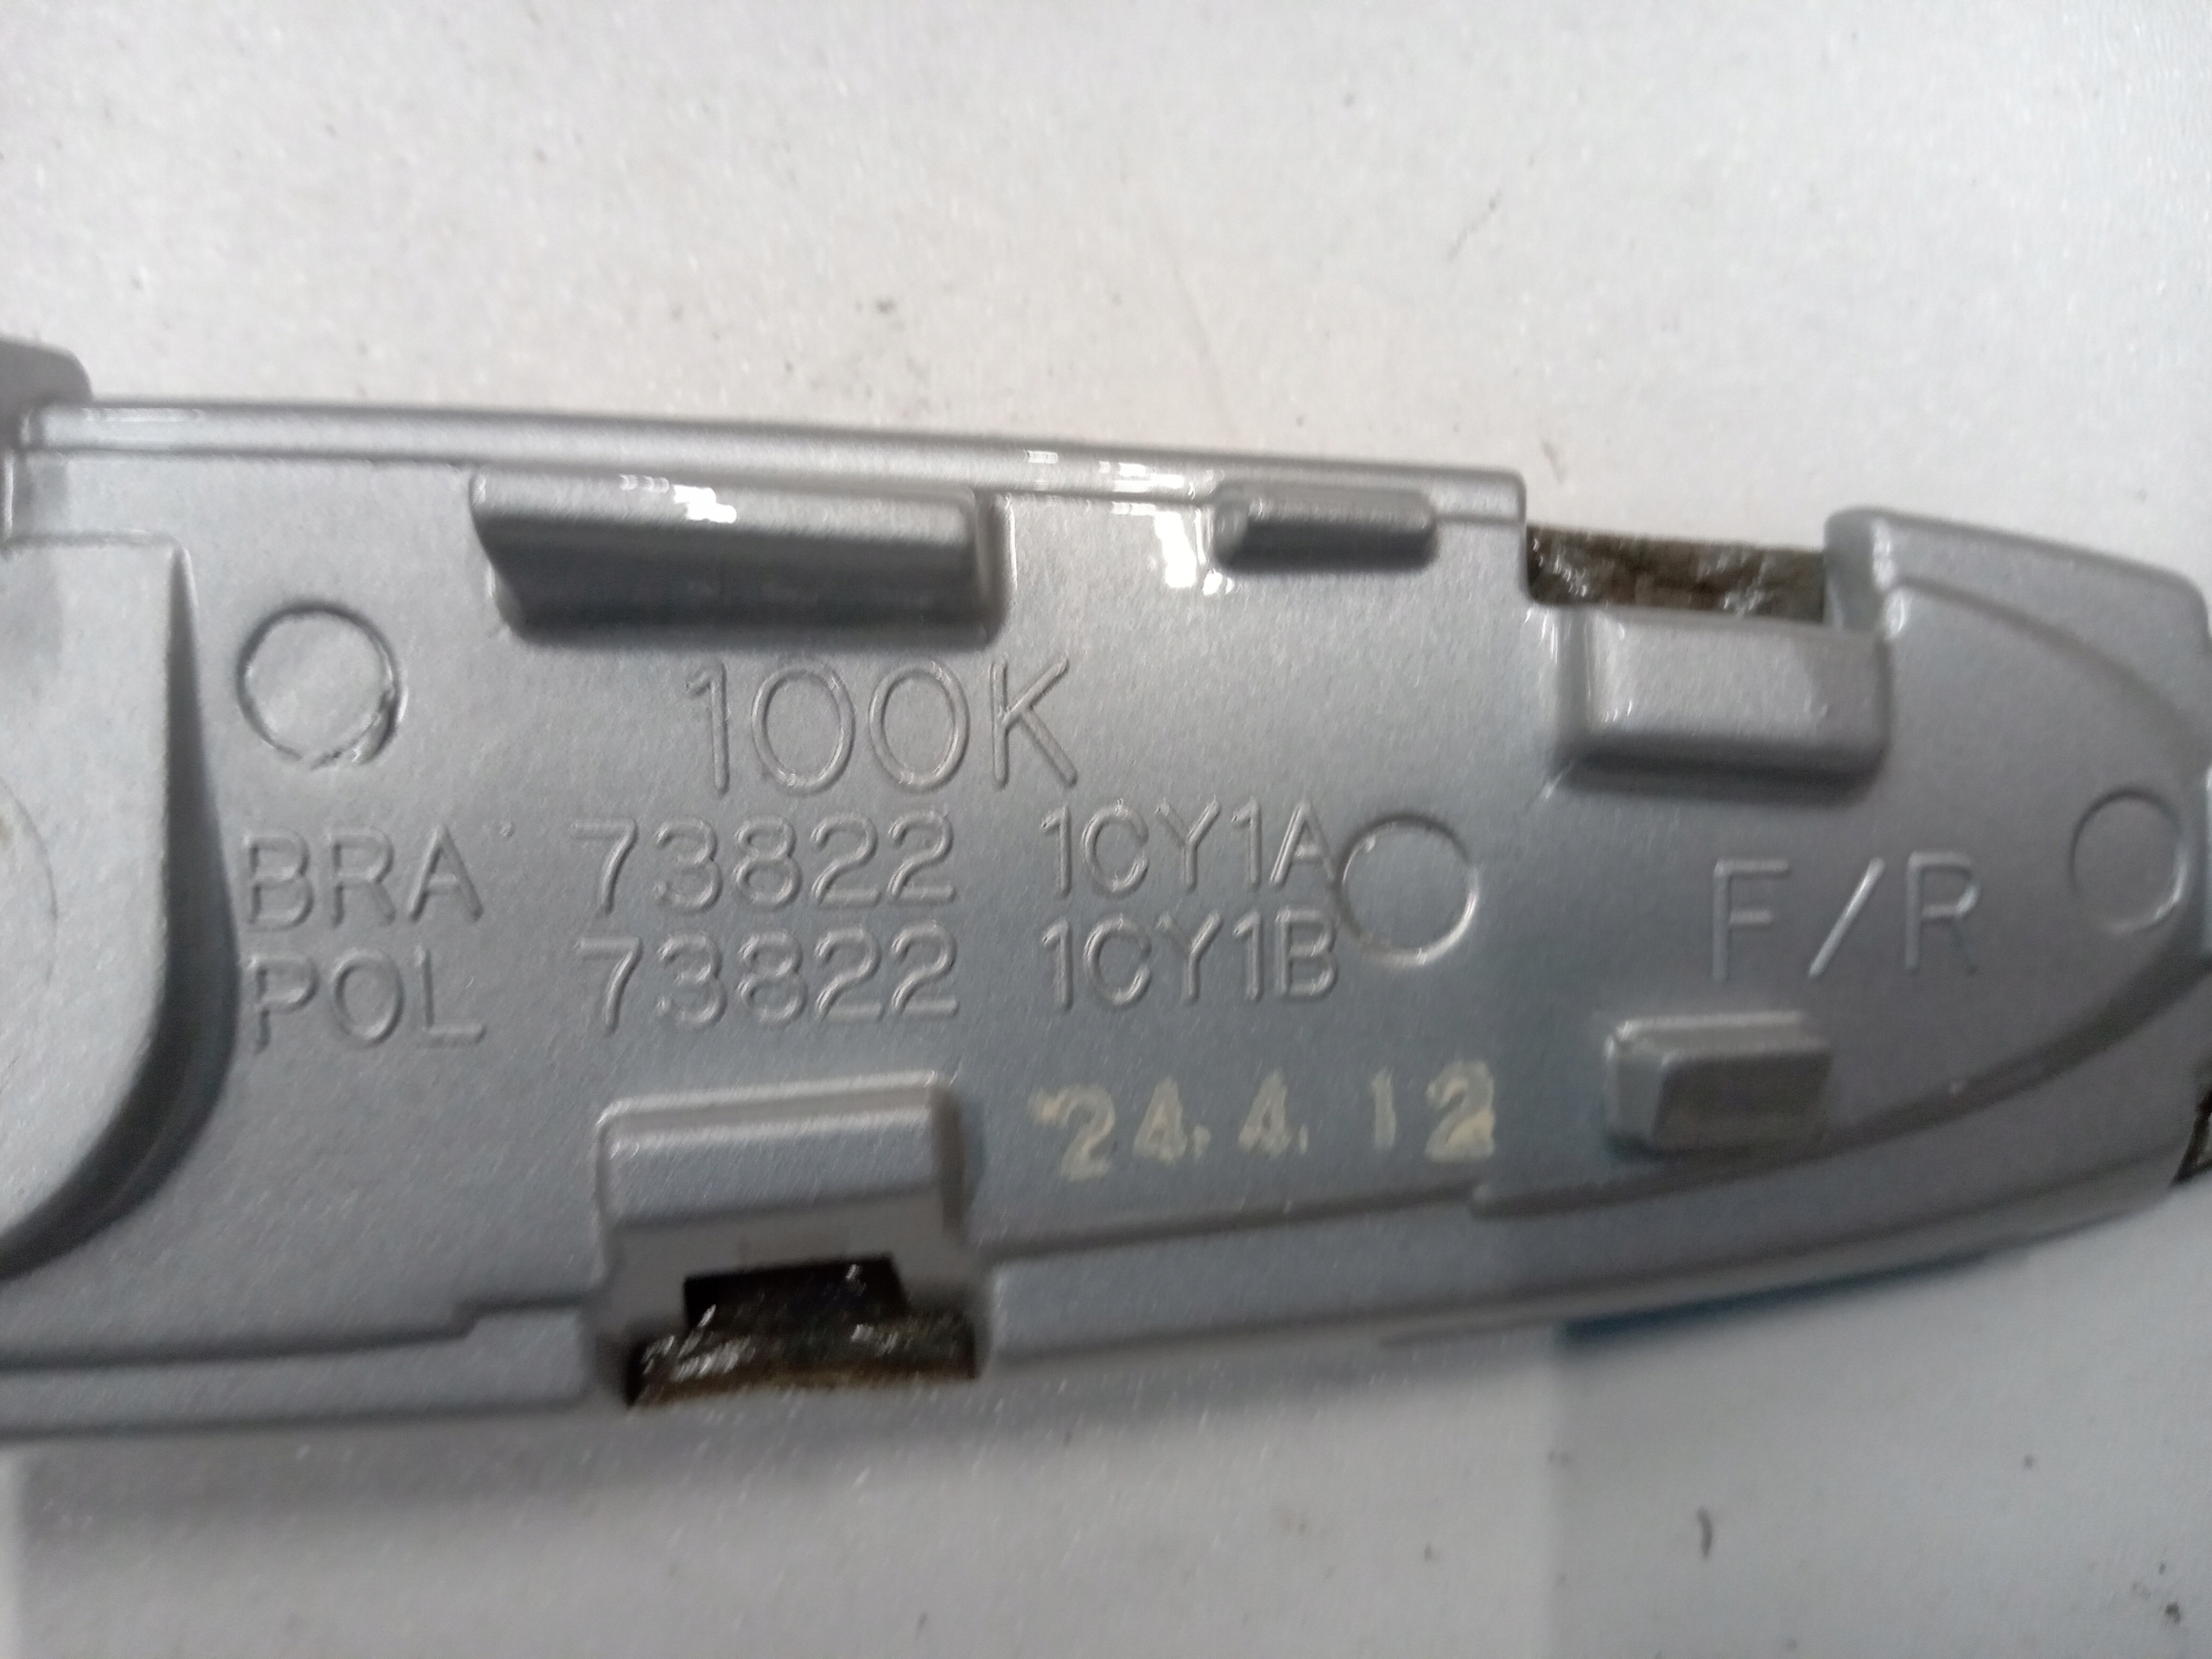 100K
BRA 73822 1CY1A
POL 73822 1CY1B
F/R
'24.4.12